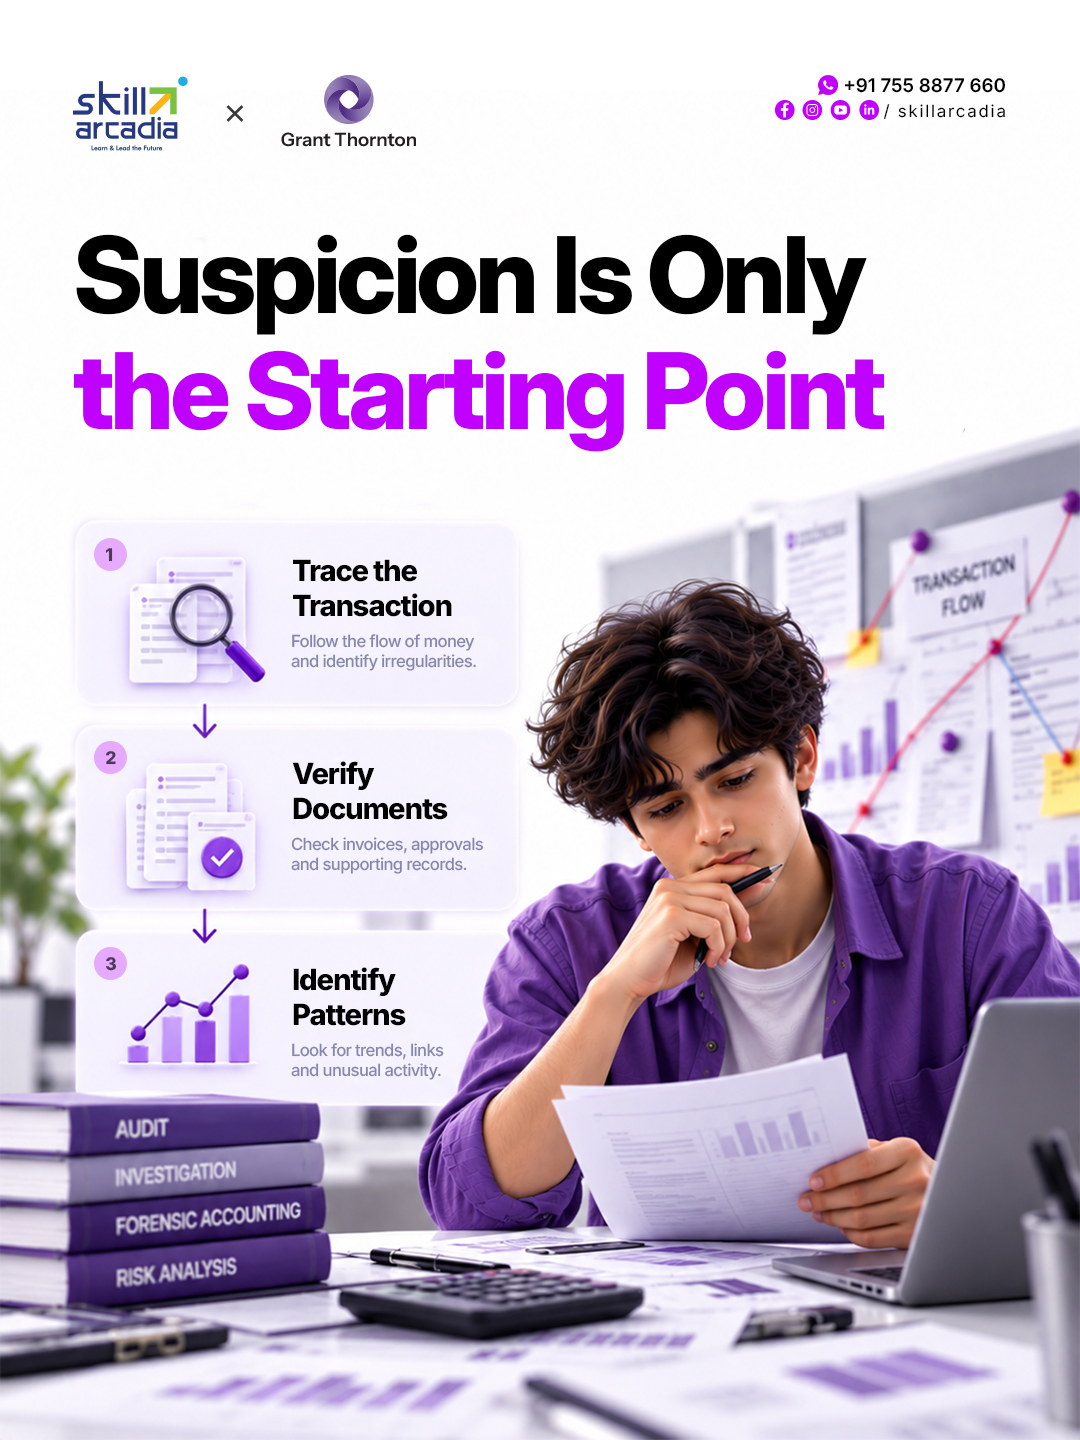 skill
arcadia
Learn & Lead the Future
×
Grant Thornton
+91 755 8877 660
/ skillarcadia
Suspicion Is Only
the Starting Point
1
Trace the
Transaction
Follow the flow of money
and identify irregularities.
2
Verify
Documents
Check invoices, approvals
and supporting records.
3
Identify
Patterns
Look for trends, links
and unusual activity.
TRANSACTION
FLOW
AUDIT
INVESTIGATION
FORENSIC ACCOUNTING
RISK ANALYSIS